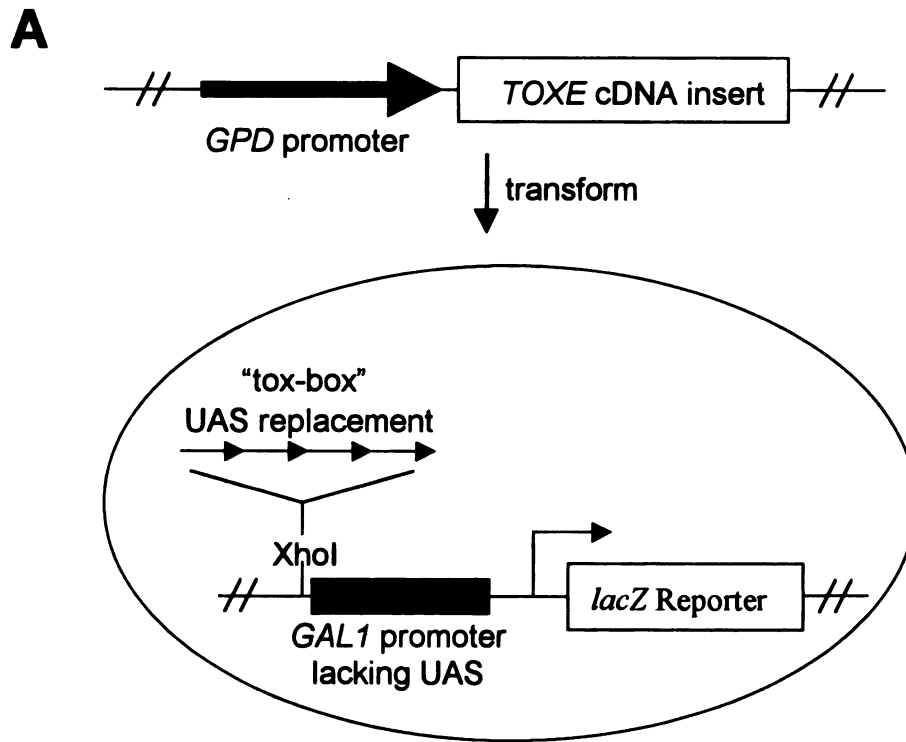 A
TOXE cDNA insert
GPD promoter
transform
“tox-box”
UAS replacement
XhoI
lacZ Reporter
GAL1 promoter
lacking UAS